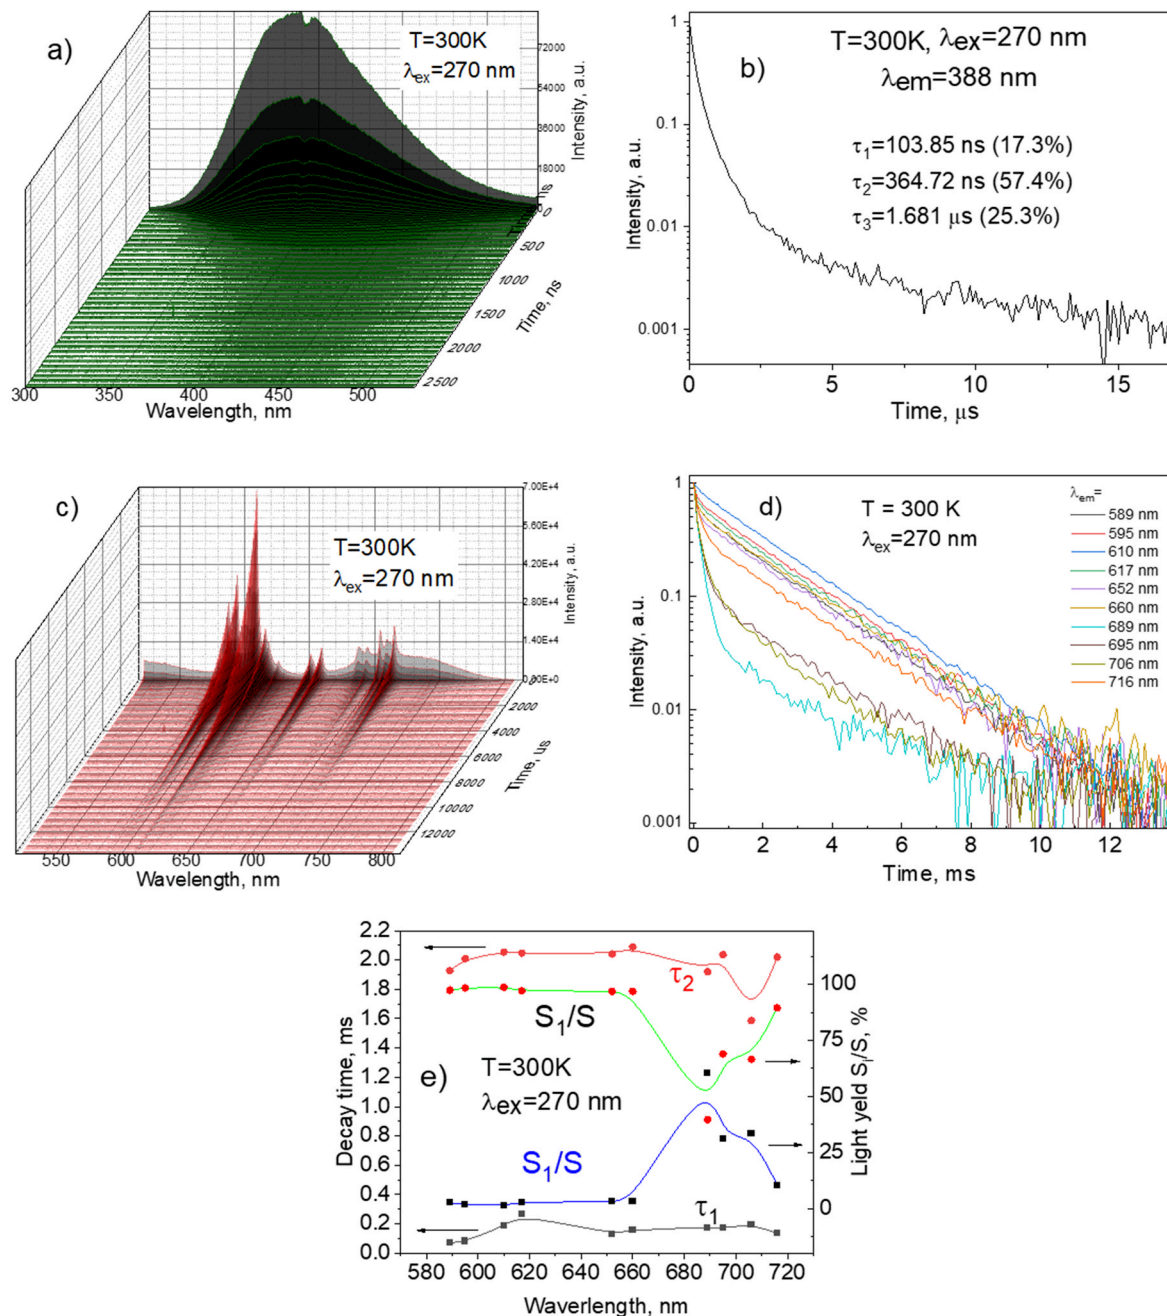 a)
T=300K
λex=270 nm
72000
54000
36000
18000
0
Intensity, a.u.
500
1000
1500
2000
2500
Time, ns
300
350
400
450
500
Wavelength, nm
b)
T=300K, λex=270 nm
λem=388 nm
τ1=103.85 ns (17.3%)
τ2=364.72 ns (57.4%)
τ3=1.681 μs (25.3%)
1
0.1
0.01
0.001
Intensity, a.u.
0
5
10
15
Time, μs
c)
T=300K
λex=270 nm
7.00E+4
5.60E+4
4.20E+4
2.80E+4
1.40E+4
0.00E+0
Intensity, a.u.
2000
4000
6000
8000
10000
12000
Time, us
550
600
650
700
750
800
Wavelength, nm
d)
T = 300 K
λex=270 nm
λem=
589 nm
595 nm
610 nm
617 nm
652 nm
660 nm
689 nm
695 nm
706 nm
716 nm
1
0.1
0.01
0.001
Intensity, a.u.
0
2
4
6
8
10
12
Time, ms
e)
T=300K
λex=270 nm
τ2
S1/S
S1/S
τ1
2.2
2.0
1.8
1.6
1.4
1.2
1.0
0.8
0.6
0.4
0.2
0.0
Decay time, ms
100
75
50
25
0
Light yeld Si/S, %
580
600
620
640
660
680
700
720
Waverlength, nm